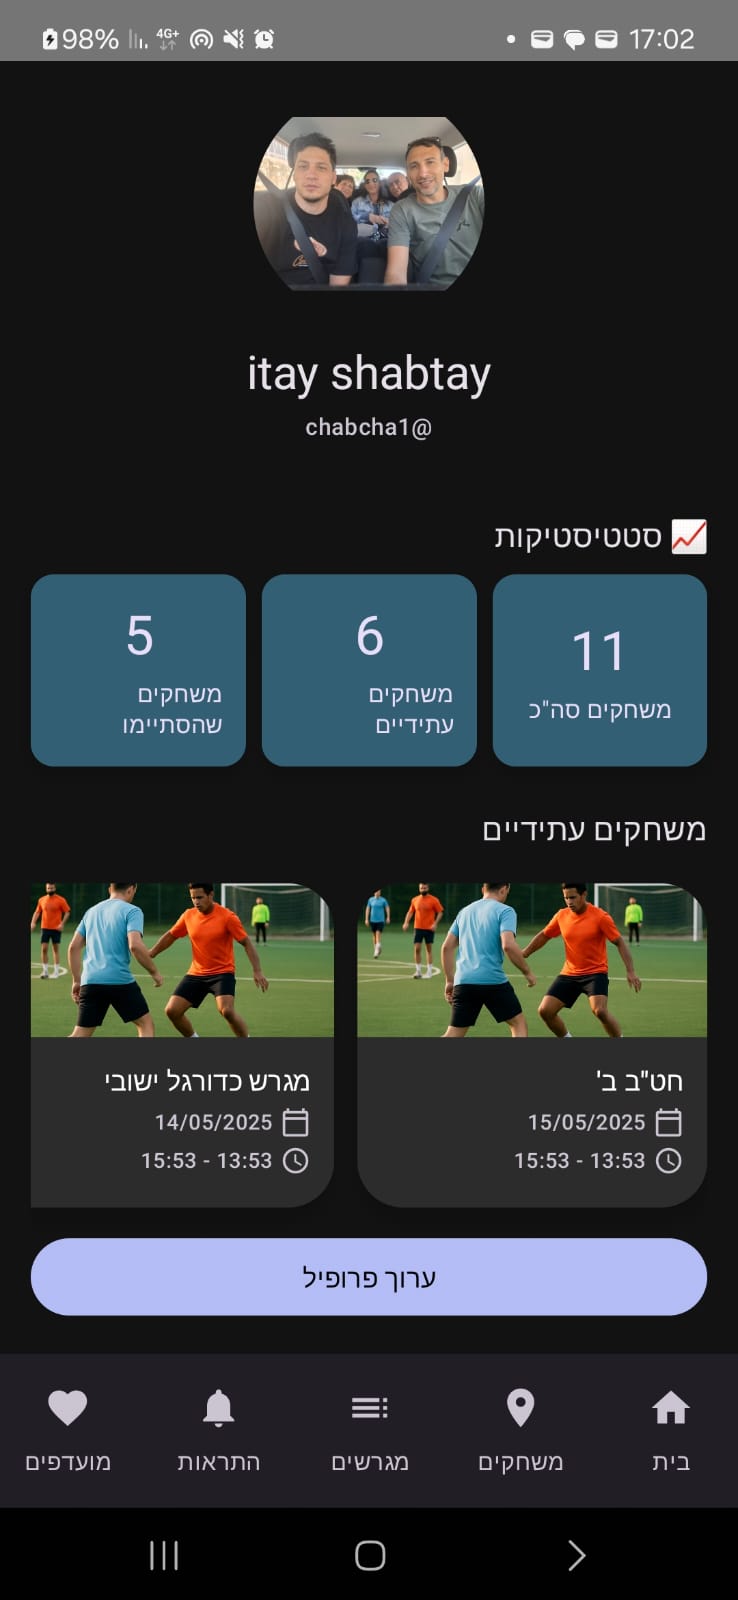 98% 4G+ 17:02
itay shabtay
chabcha1@
סטטיסטיקות
11
משחקים סה"כ
6
משחקים
עתידיים
5
משחקים
שהסתיימו
משחקים עתידיים
חט"ב ב'
15/05/2025
15:53 - 13:53
מגרש כדורגל ישובי
14/05/2025
15:53 - 13:53
ערוך פרופיל
בית
משחקים
מגרשים
התראות
מועדפים